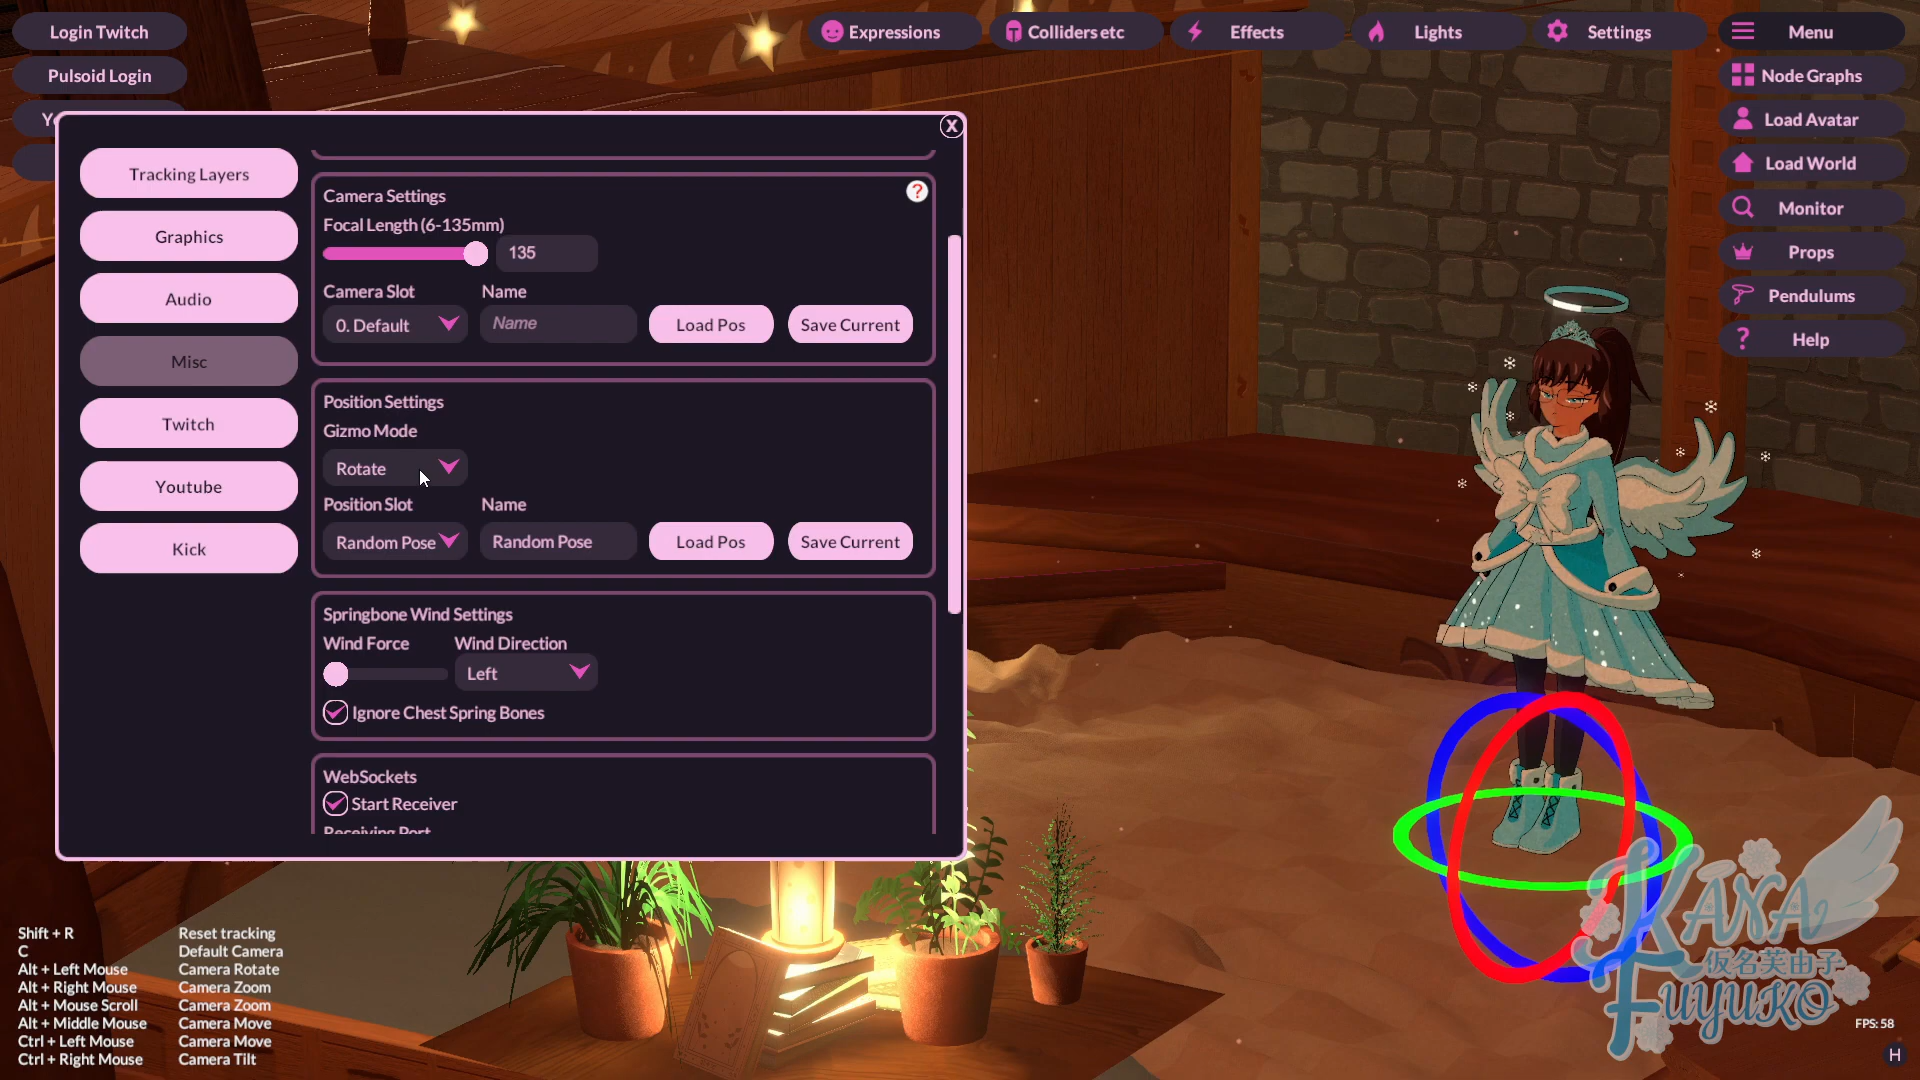 Login Twitch
Pulsoid Login
Expressions
Colliders etc
Effects
Lights
Settings
Menu
Node Graphs
Load Avatar
Load World
Monitor
Props
Pendulums
Help
X
Tracking Layers
Graphics
Audio
Misc
Twitch
Youtube
Kick
Camera Settings
?
Focal Length (6-135mm)
135
Camera Slot Name
0. Default Name Load Pos Save Current
Position Settings
Gizmo Mode
Rotate
Position Slot Name
Random Pose Random Pose Load Pos Save Current
Springbone Wind Settings
Wind Force Wind Direction
Left
Ignore Chest Spring Bones
WebSockets
Start Receiver
Receiving Port
Shift + R Reset tracking
C Default Camera
Alt + Left Mouse Camera Rotate
Alt + Right Mouse Camera Zoom
Alt + Mouse Scroll Camera Zoom
Alt + Middle Mouse Camera Move
Ctrl + Left Mouse Camera Move
Ctrl + Right Mouse Camera Tilt
KANA
仮名芙由子
FUYUKO
FPS: 58
H